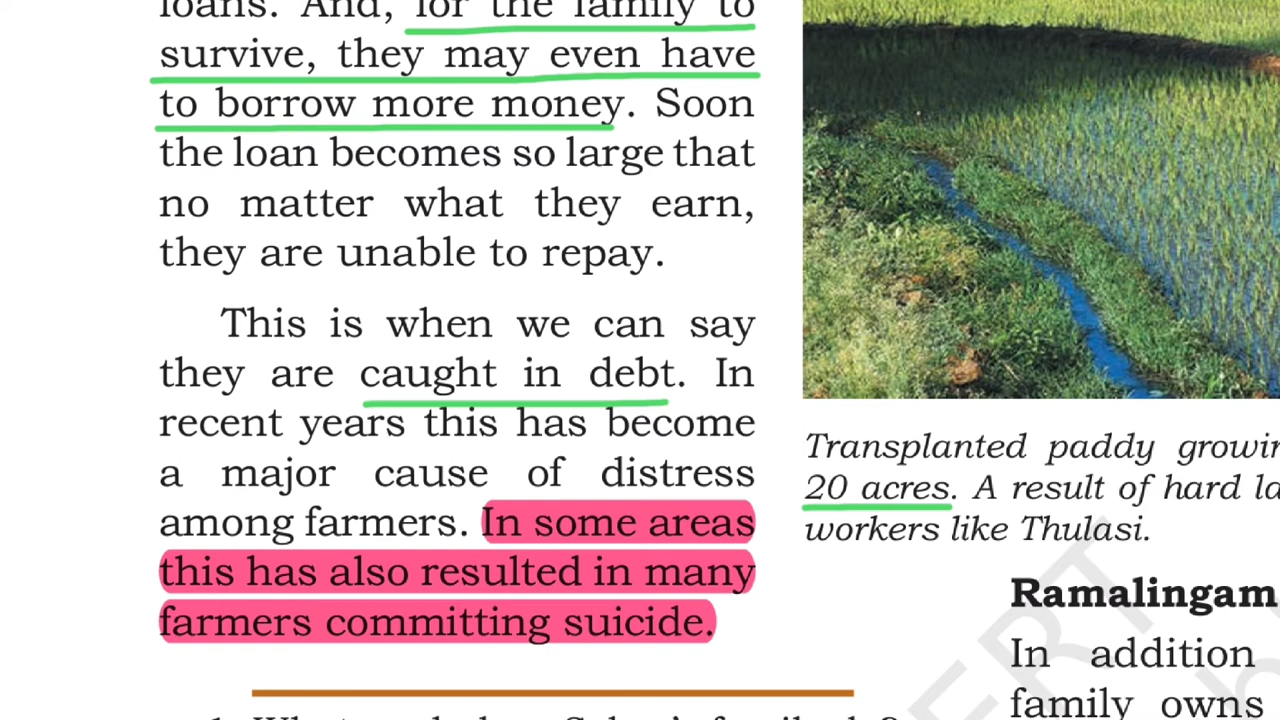 loans. And, for the family to
survive, they may even have
to borrow more money. Soon
the loan becomes so large that
no matter what they earn,
they are unable to repay.
This is when we can say
they are caught in debt. In
recent years this has become
a major cause of distress
among farmers. In some areas
this has also resulted in many
farmers committing suicide.
Transplanted paddy
20 acres. A result of hard
workers like Thulasi.
Ramalingam
In addition
family owns